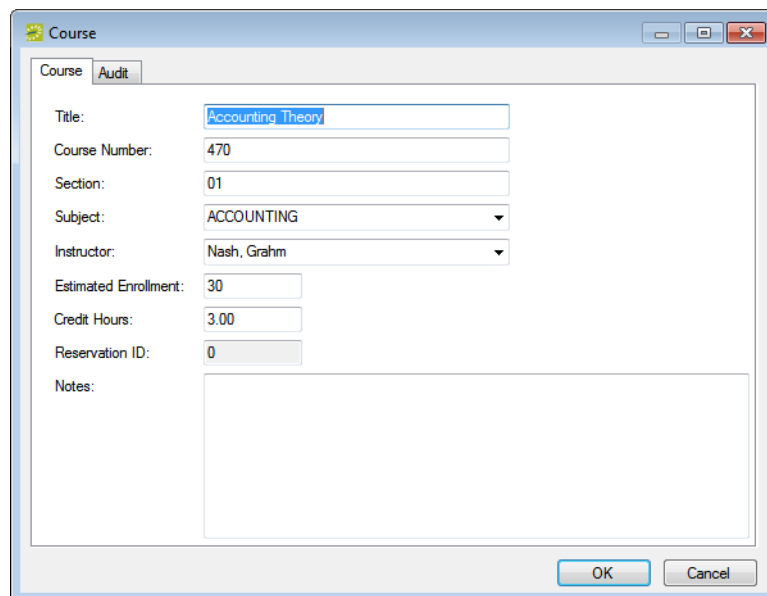 Course
Course Audit
Title: Accounting Theory
Course Number: 470
Section: 01
Subject: ACCOUNTING
Instructor: Nash, Grahm
Estimated Enrollment: 30
Credit Hours: 3.00
Reservation ID: 0
Notes:
OK Cancel